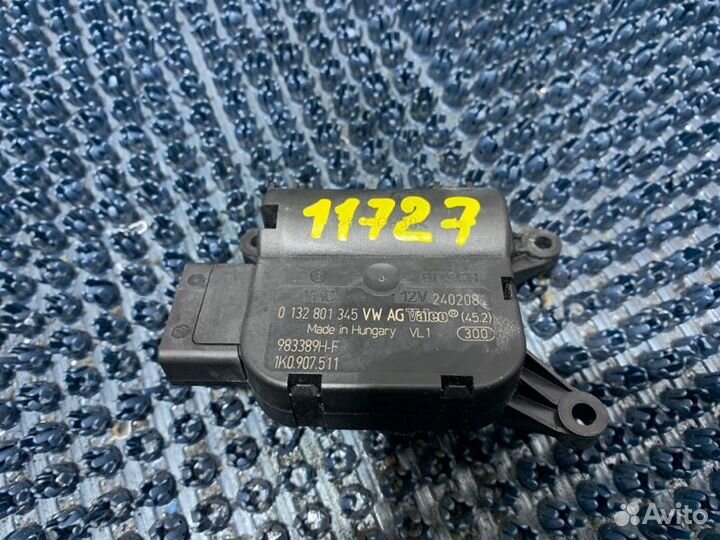 11727
BOSCH
12V 240208
0 132 801 345 VW AG Valeo® (45.2)
Made in Hungary VL1 300
983389H-F
1K0.907.511
Avito